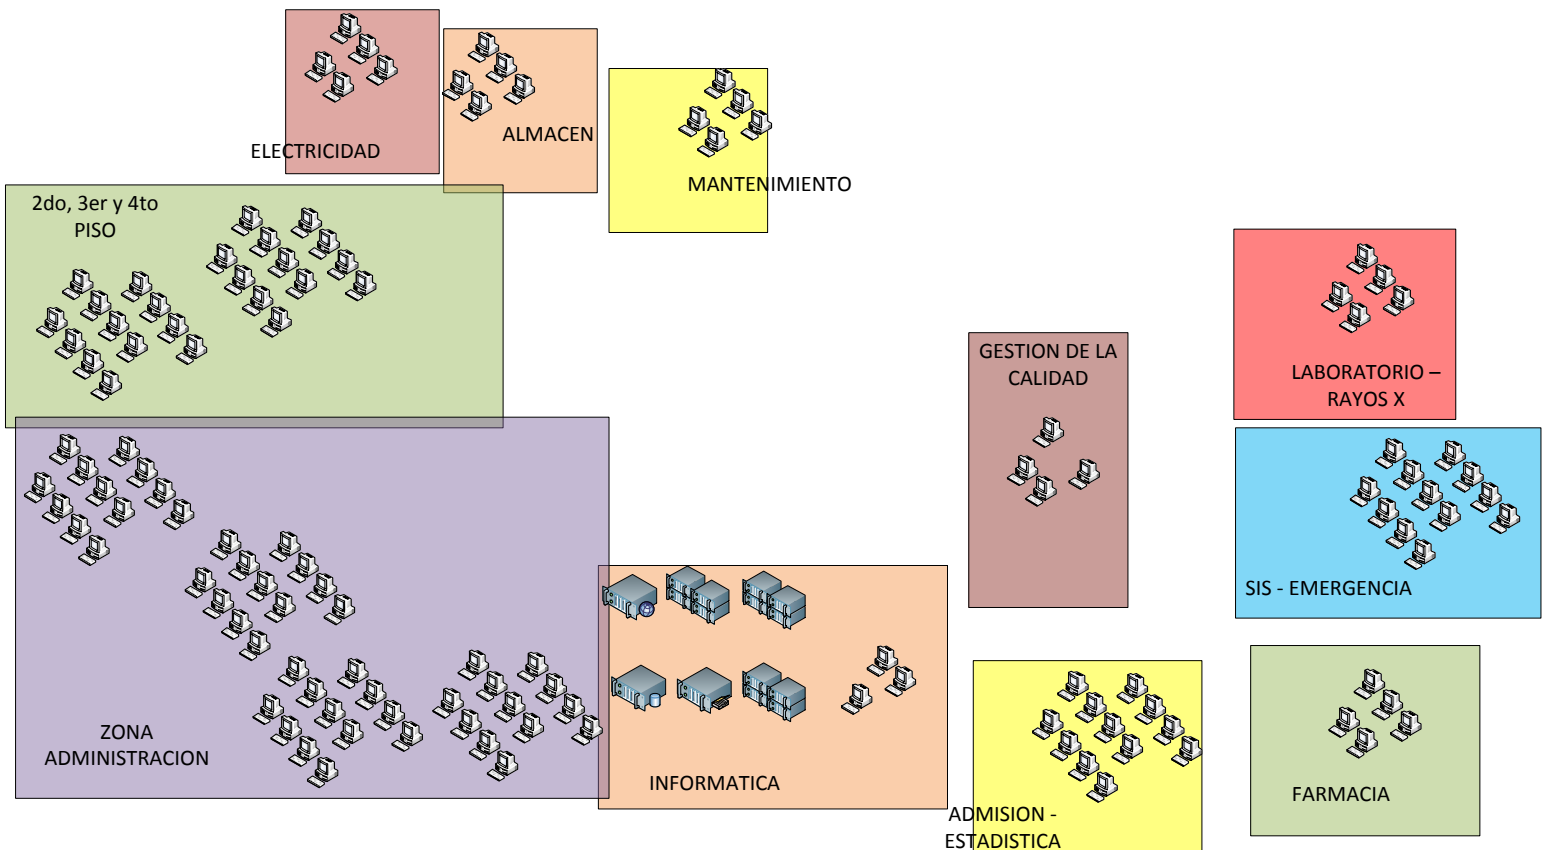 ELECTRICIDAD
ALMACEN
MANTENIMIENTO
2do, 3er y 4to
PISO
GESTION DE LA
CALIDAD
LABORATORIO –
RAYOS X
SIS - EMERGENCIA
ZONA
ADMINISTRACION
INFORMATICA
ADMISION -
ESTADISTICA
FARMACIA